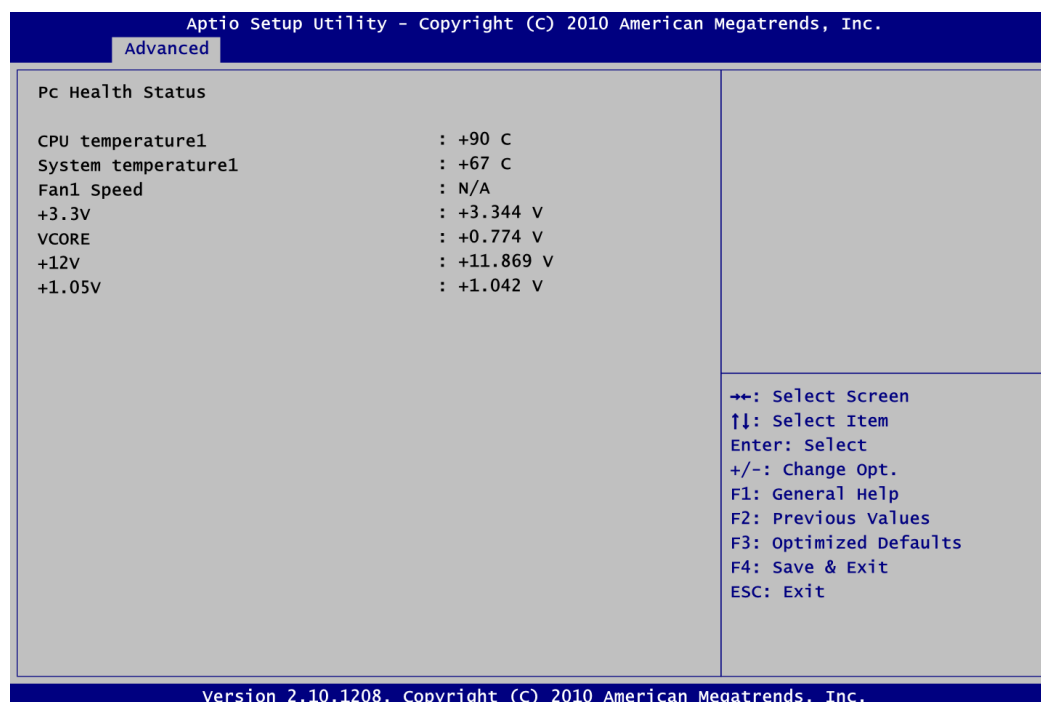 Aptio Setup Utility - Copyright (C) 2010 American Megatrends, Inc.
Advanced
Pc Health Status
CPU temperature1 : +90 C
System temperature1 : +67 C
Fan1 Speed : N/A
+3.3V : +3.344 V
VCORE : +0.774 V
+12V : +11.869 V
+1.05V : +1.042 V
→←: Select Screen
↑↓: Select Item
Enter: Select
+/-: Change Opt.
F1: General Help
F2: Previous Values
F3: Optimized Defaults
F4: Save & Exit
ESC: Exit
Version 2.10.1208. Copyright (C) 2010 American Megatrends, Inc.